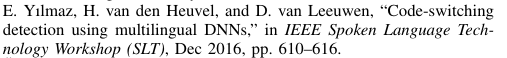 E. Yılmaz, H. van den Heuvel, and D. van Leeuwen, “Code-switching
detection using multilingual DNNs,” in IEEE Spoken Language Tech-
nology Workshop (SLT), Dec 2016, pp. 610–616.